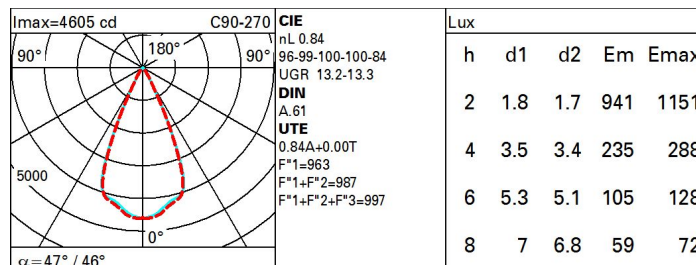 Imax=4605 cd C90-270
90° 180° 90°
5000
0°
α=47° / 46°
CIE
nL 0.84
96-99-100-100-84
UGR 13.2-13.3
DIN
A.61
UTE
0.84A+0.00T
F"1=963
F"1+F"2=987
F"1+F"2+F"3=997
Lux
h d1 d2 Em Emax
2 1.8 1.7 941 1151
4 3.5 3.4 235 288
6 5.3 5.1 105 128
8 7 6.8 59 72